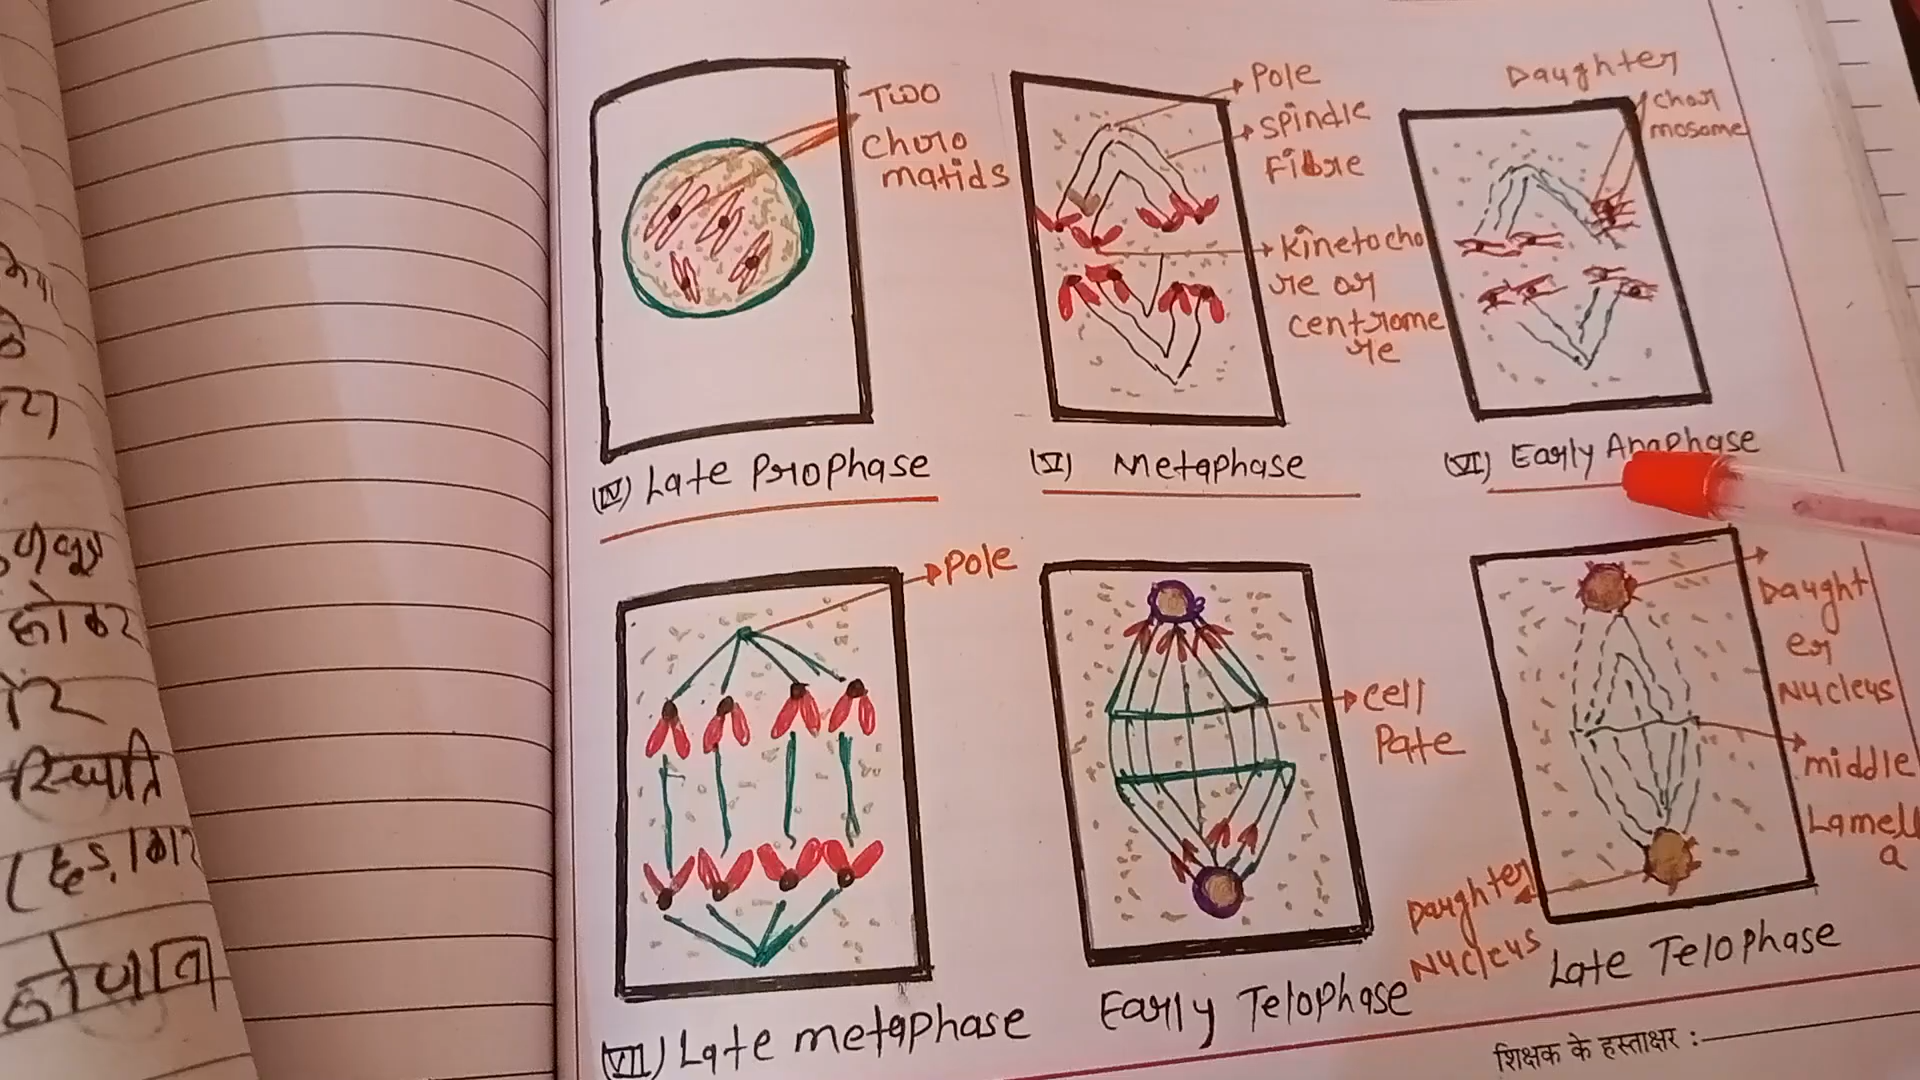 Two
Choro
matids
Pole
spindle
Fibre
Kinetocho
re or
centrome
re
Daughter
chor
mosome
(IV) Late Prophase
(V) Metaphase
(VI) Early Anaphase
Pole
cell
Pate
Daught
er
Nucleus
middle
Lamell
a
Daughter
Nucleus
(VII) Late metaphase
Early Telophase
Late Telophase
शिक्षक के हस्ताक्षर :
स्थिति